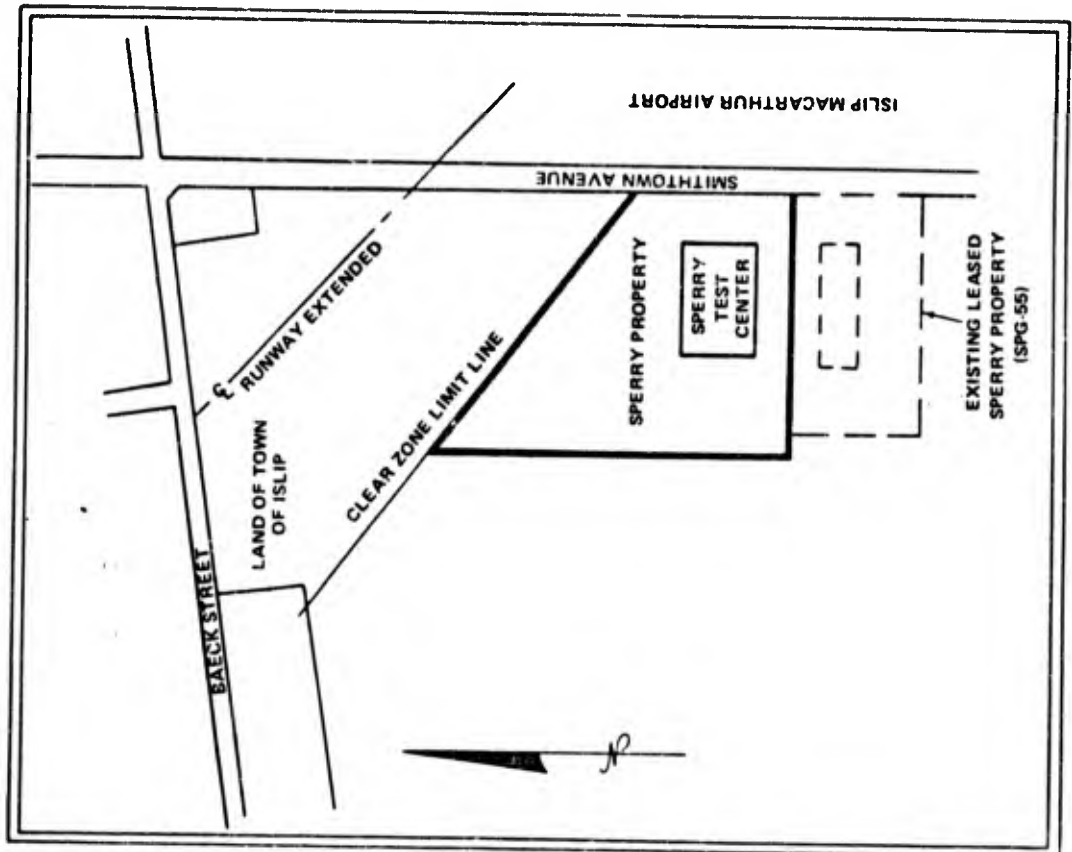 ISLIP MACARTHUR AIRPORT
SMITHTOWN AVENUE
℄ RUNWAY EXTENDED
LAND OF TOWN
OF ISLIP
CLEAR ZONE LIMIT LINE
BAECK STREET
SPERRY PROPERTY
SPERRY
TEST
CENTER
EXISTING LEASED
SPERRY PROPERTY
(SPG-55)
N